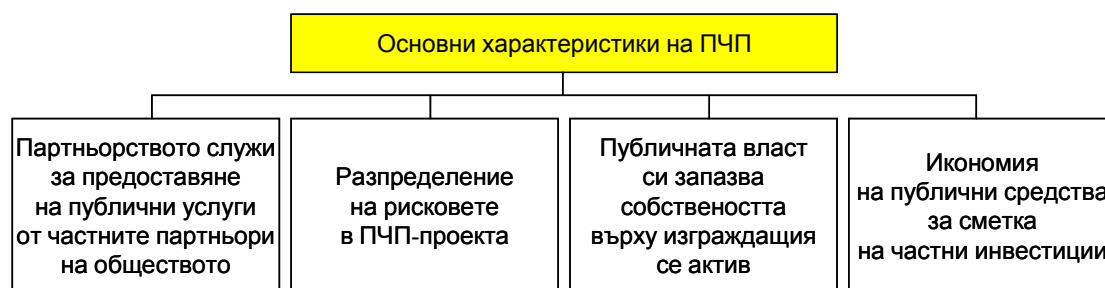 Основни характеристики на ПЧП
Партньорството служи
за предоставяне
на публични услуги
от частните партньори
на обществото
Разпределение
на рисковете
в ПЧП-проекта
Публичната власт
си запазва
собствеността
върху изграждащия
се актив
Икономия
на публични средства
за сметка
на частни инвестиции